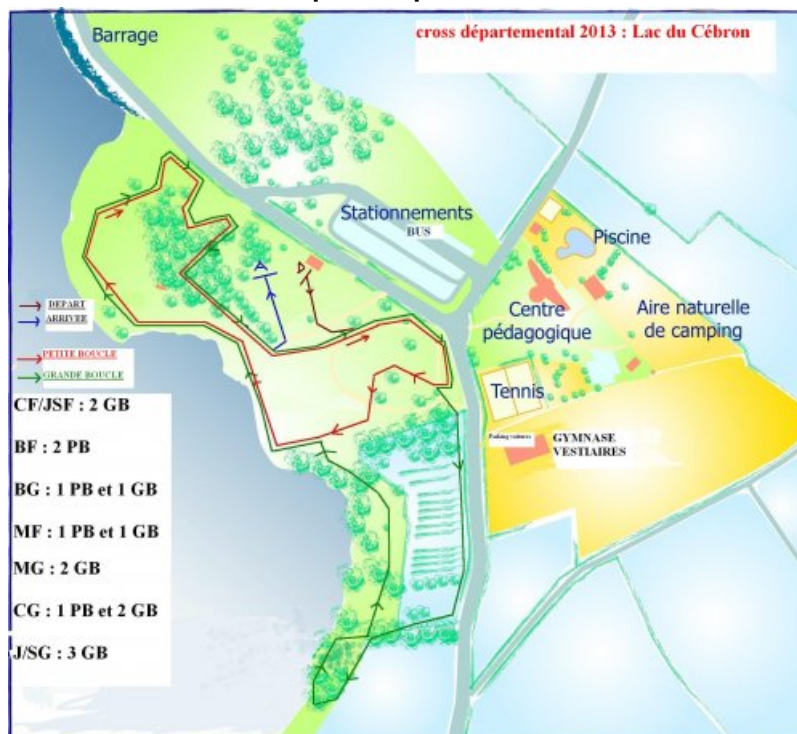 Barrage
cross départemental 2013 : Lac du Cébron
Stationnements
BUS
Piscine
A
D
DEPART
ARRIVEE
Centre
pédagogique
Aire naturelle
de camping
PETITE BOUCLE
GRANDE BOUCLE
Tennis
CF/JSF : 2 GB
BF : 2 PB
Parking voitures
GYMNASE
VESTIAIRES
BG : 1 PB et 1 GB
MF : 1 PB et 1 GB
MG : 2 GB
CG : 1 PB et 2 GB
J/SG : 3 GB